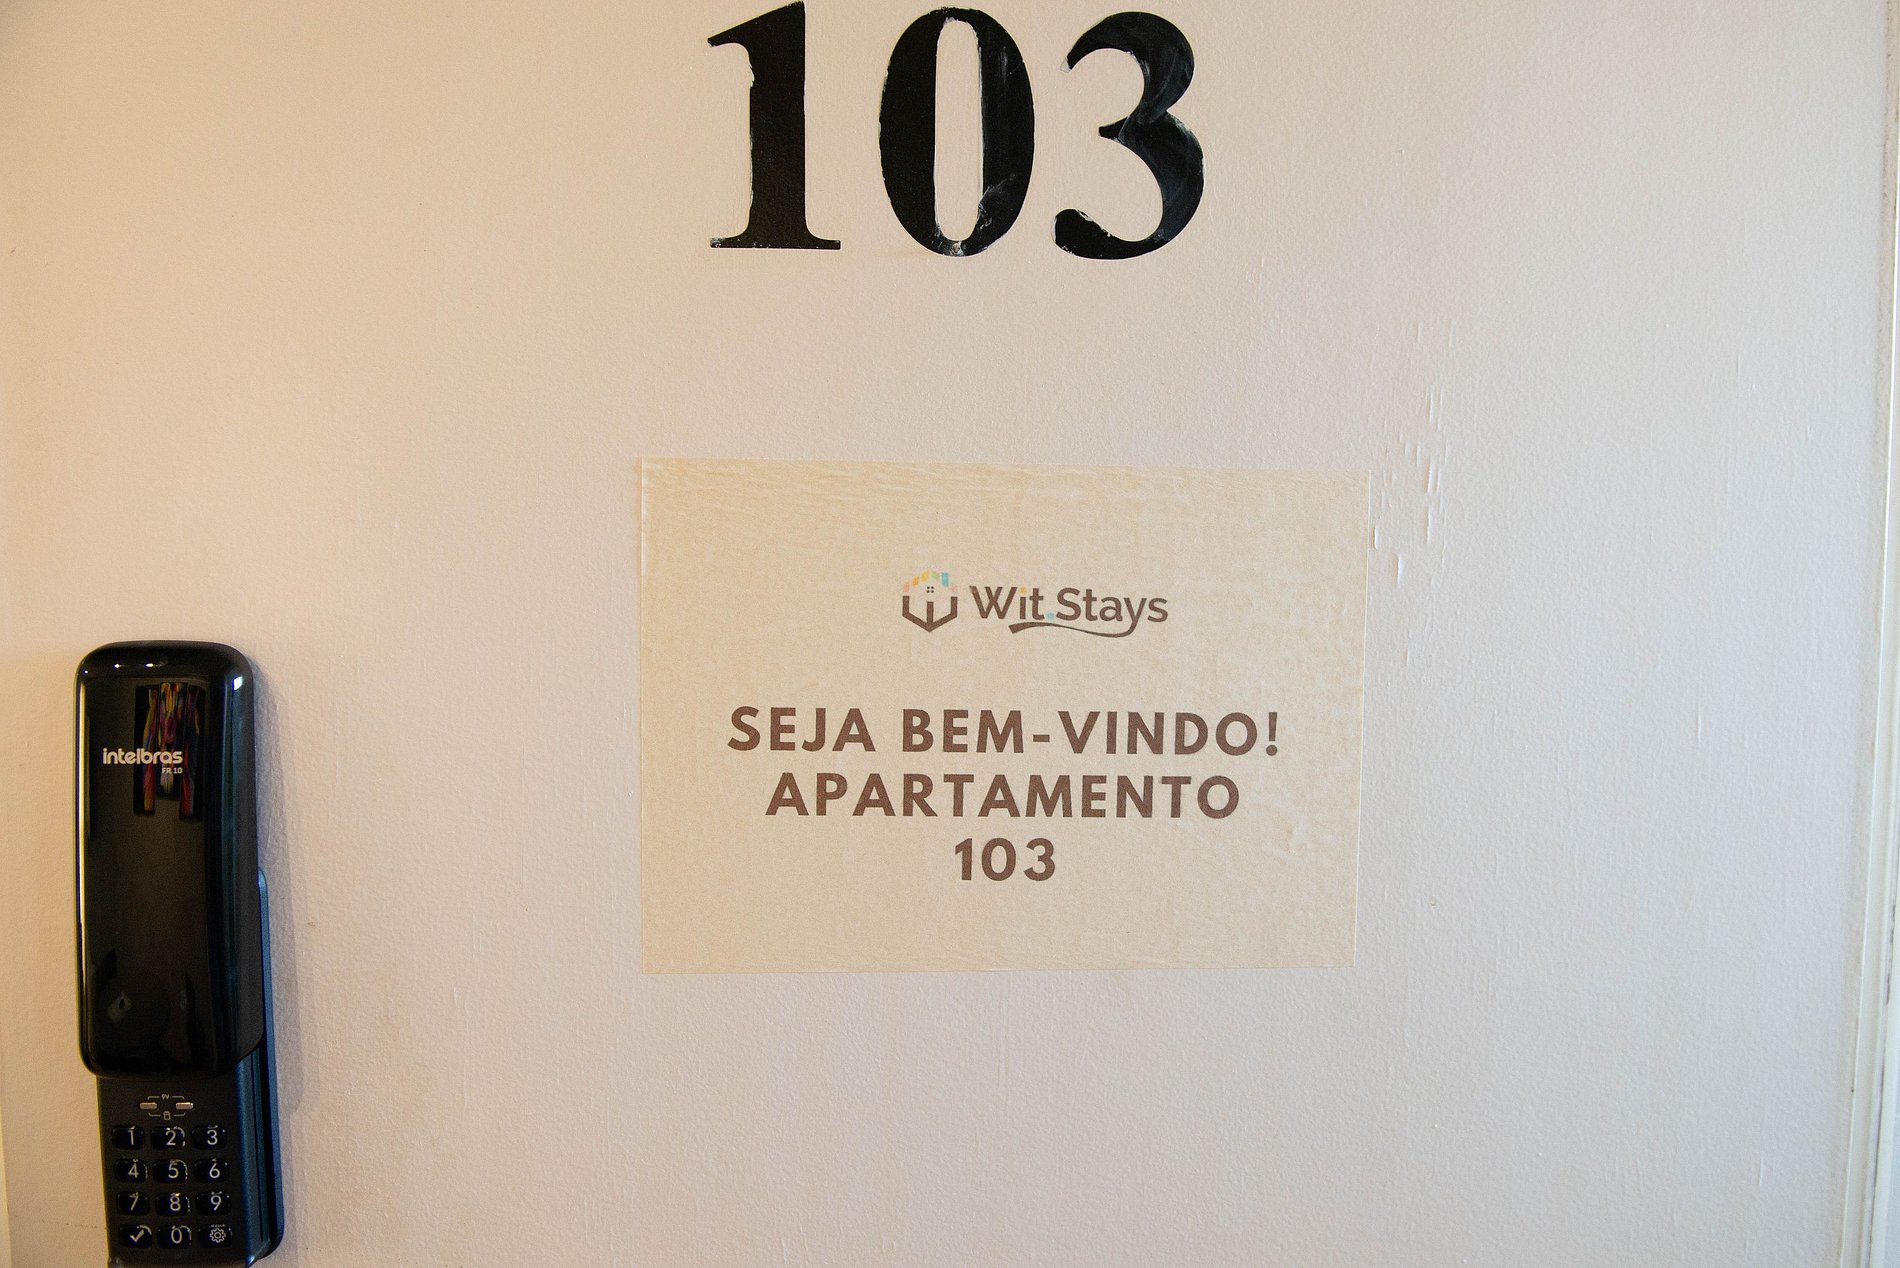 103
Wit.Stays
SEJA BEM-VINDO!
APARTAMENTO
103
intelbras
FR 10
9V
1 2 3
4 5 6
7 8 9
0